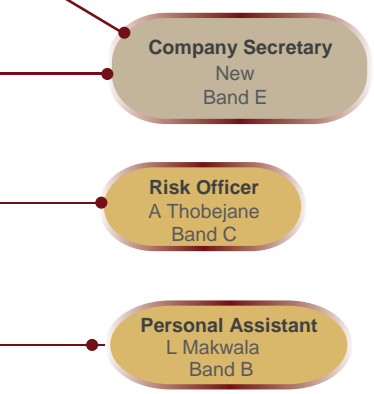 Company Secretary
New
Band E
Risk Officer
A Thobejane
Band C
Personal Assistant
L Makwala
Band B